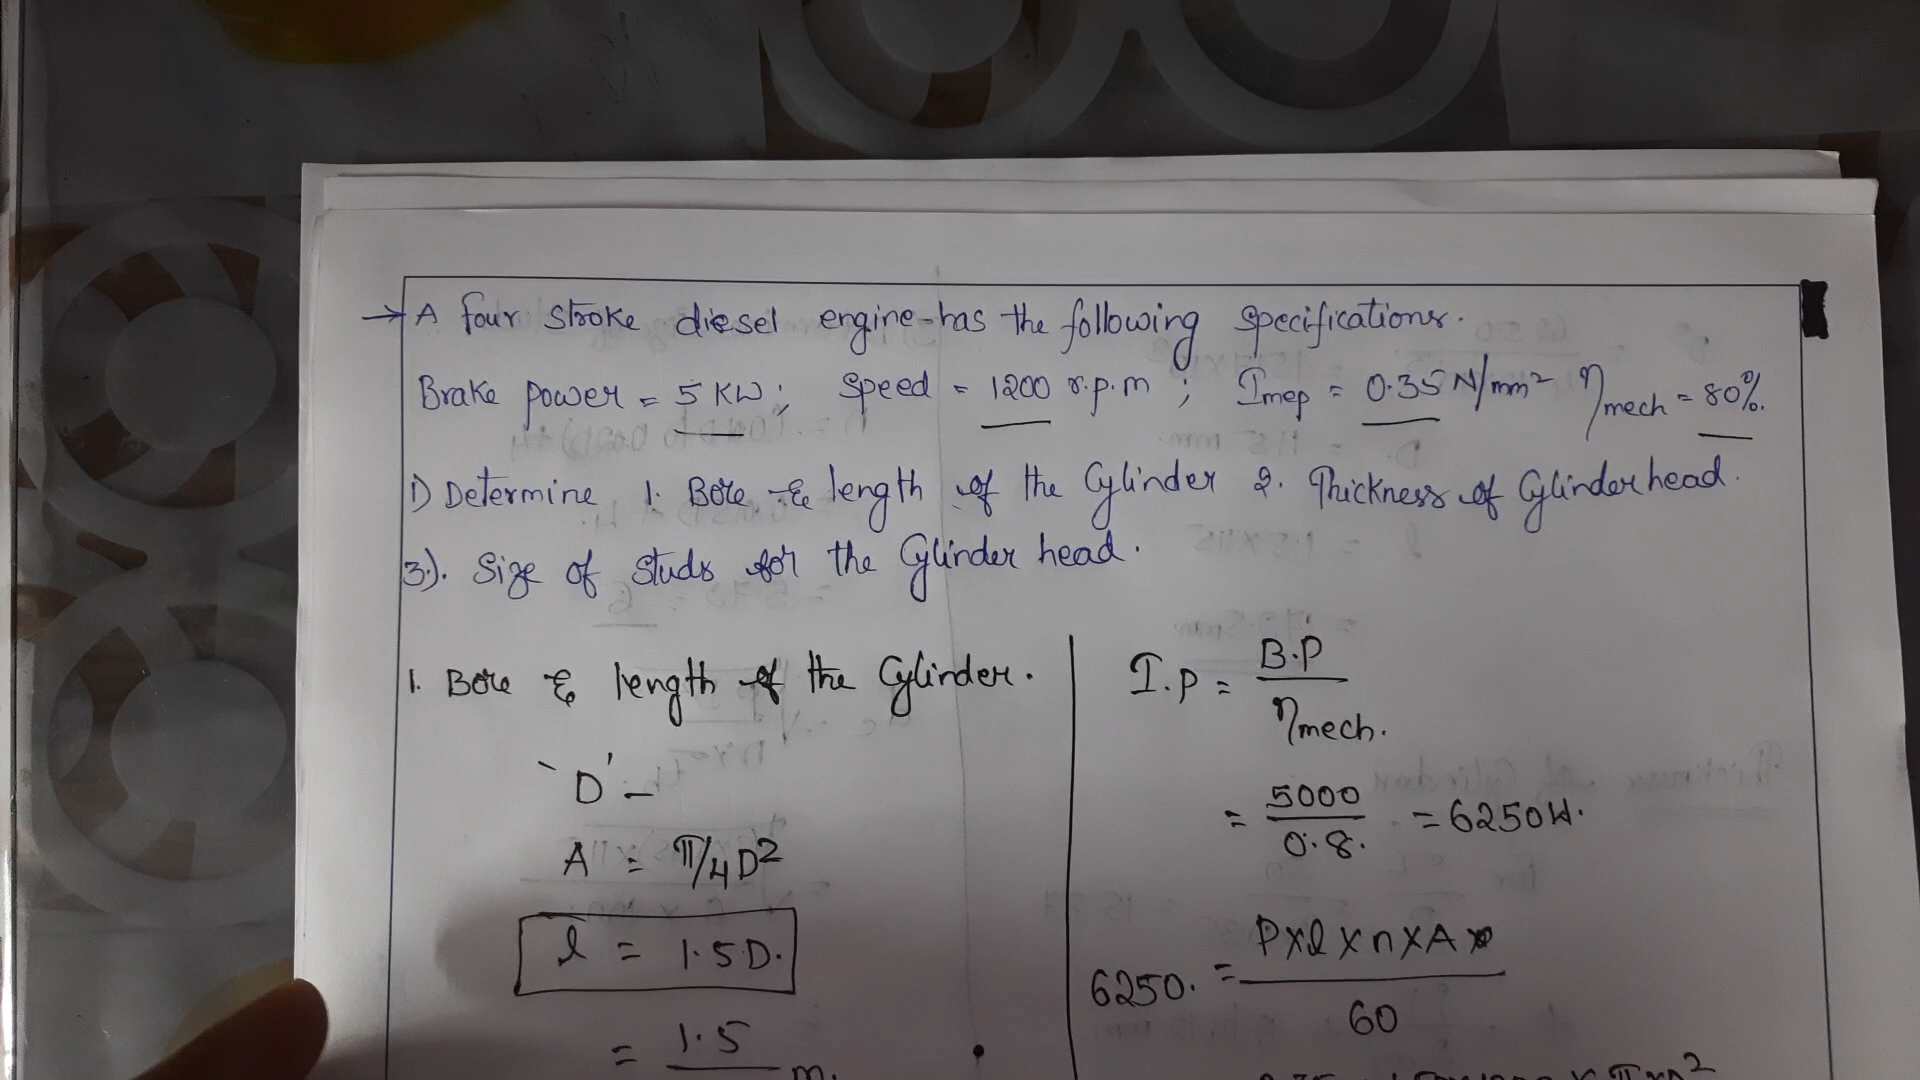 → A four stroke diesel engine has the following specifications.
Brake power = 5 KW; Speed = 1200 r.p.m; Imep = 0.35 N/mm² ηmech = 80%.
1) Determine 1. Bore & length of the Cylinder 2. Thickness of Cylinder head.
3). Size of studs for the Cylinder head.
1. Bore & length of the Cylinder.
'D' –
A = π/4 D²
l = 1.5D.
= 1.5
m.
I.P = B.P / ηmech.
= 5000 / 0.8. = 6250W.
6250. = P x l x n x A / 60